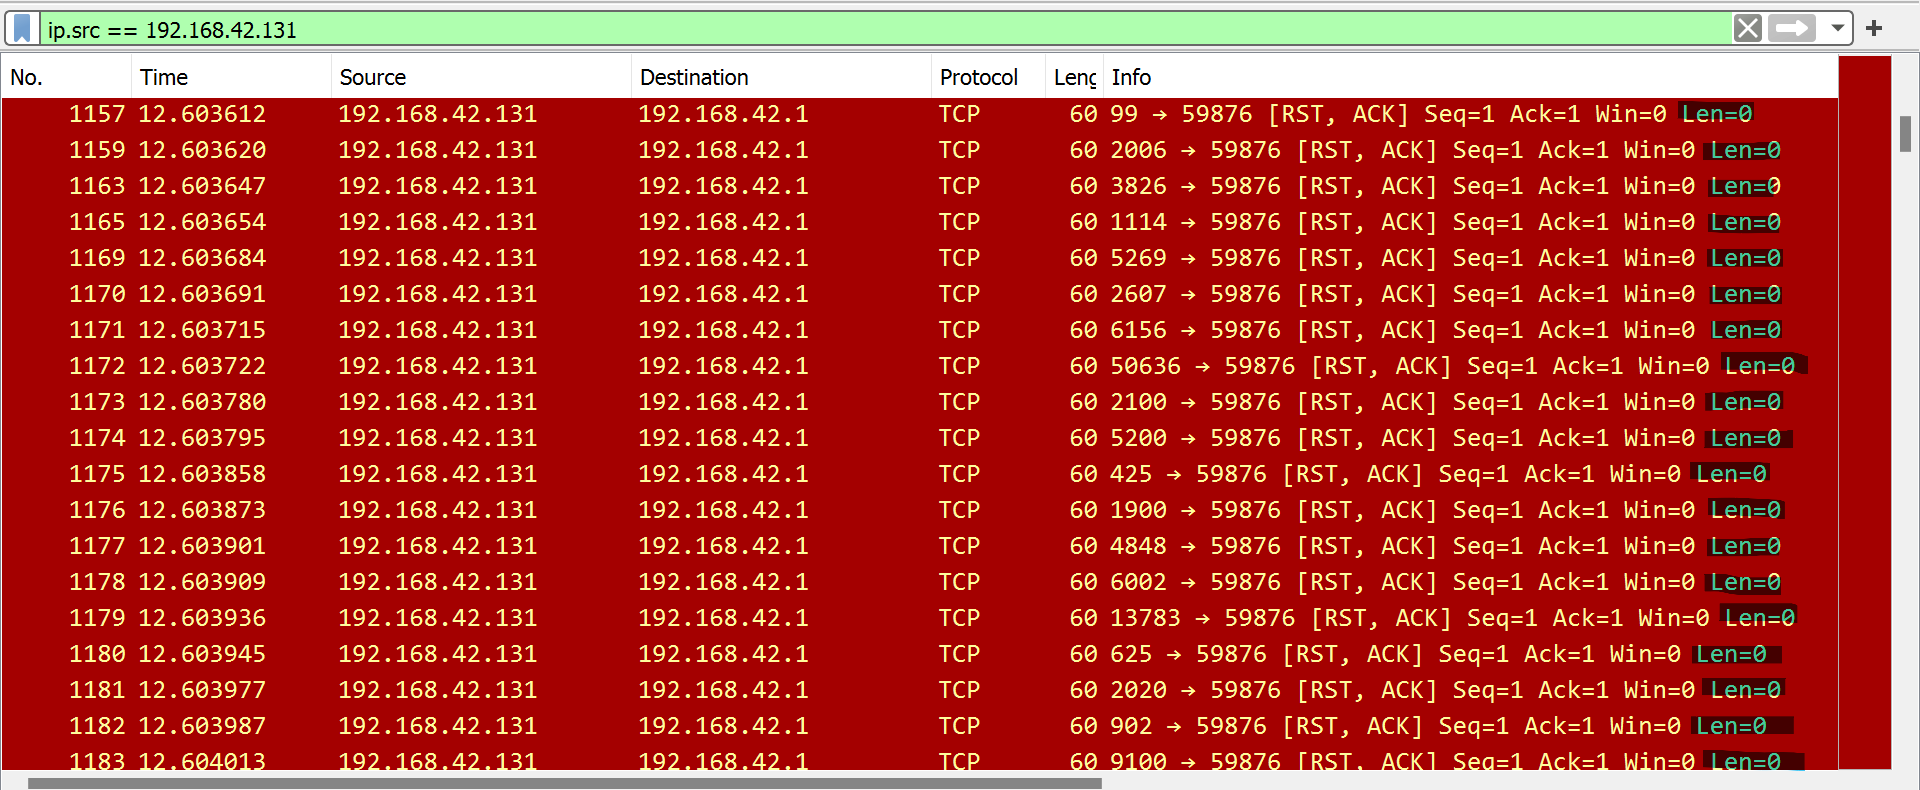 ip.src == 192.168.42.131
No. Time Source Destination Protocol Leng Info
1157 12.603612 192.168.42.131 192.168.42.1 TCP 60 99 → 59876 [RST, ACK] Seq=1 Ack=1 Win=0 Len=0
1159 12.603620 192.168.42.131 192.168.42.1 TCP 60 2006 → 59876 [RST, ACK] Seq=1 Ack=1 Win=0 Len=0
1163 12.603647 192.168.42.131 192.168.42.1 TCP 60 3826 → 59876 [RST, ACK] Seq=1 Ack=1 Win=0 Len=0
1165 12.603654 192.168.42.131 192.168.42.1 TCP 60 1114 → 59876 [RST, ACK] Seq=1 Ack=1 Win=0 Len=0
1169 12.603684 192.168.42.131 192.168.42.1 TCP 60 5269 → 59876 [RST, ACK] Seq=1 Ack=1 Win=0 Len=0
1170 12.603691 192.168.42.131 192.168.42.1 TCP 60 2607 → 59876 [RST, ACK] Seq=1 Ack=1 Win=0 Len=0
1171 12.603715 192.168.42.131 192.168.42.1 TCP 60 6156 → 59876 [RST, ACK] Seq=1 Ack=1 Win=0 Len=0
1172 12.603722 192.168.42.131 192.168.42.1 TCP 60 50636 → 59876 [RST, ACK] Seq=1 Ack=1 Win=0 Len=0
1173 12.603780 192.168.42.131 192.168.42.1 TCP 60 2100 → 59876 [RST, ACK] Seq=1 Ack=1 Win=0 Len=0
1174 12.603795 192.168.42.131 192.168.42.1 TCP 60 5200 → 59876 [RST, ACK] Seq=1 Ack=1 Win=0 Len=0
1175 12.603858 192.168.42.131 192.168.42.1 TCP 60 425 → 59876 [RST, ACK] Seq=1 Ack=1 Win=0 Len=0
1176 12.603873 192.168.42.131 192.168.42.1 TCP 60 1900 → 59876 [RST, ACK] Seq=1 Ack=1 Win=0 Len=0
1177 12.603901 192.168.42.131 192.168.42.1 TCP 60 4848 → 59876 [RST, ACK] Seq=1 Ack=1 Win=0 Len=0
1178 12.603909 192.168.42.131 192.168.42.1 TCP 60 6002 → 59876 [RST, ACK] Seq=1 Ack=1 Win=0 Len=0
1179 12.603936 192.168.42.131 192.168.42.1 TCP 60 13783 → 59876 [RST, ACK] Seq=1 Ack=1 Win=0 Len=0
1180 12.603945 192.168.42.131 192.168.42.1 TCP 60 625 → 59876 [RST, ACK] Seq=1 Ack=1 Win=0 Len=0
1181 12.603977 192.168.42.131 192.168.42.1 TCP 60 2020 → 59876 [RST, ACK] Seq=1 Ack=1 Win=0 Len=0
1182 12.603987 192.168.42.131 192.168.42.1 TCP 60 902 → 59876 [RST, ACK] Seq=1 Ack=1 Win=0 Len=0
1183 12.604013 192.168.42.131 192.168.42.1 TCP 60 9100 → 59876 [RST, ACK] Seq=1 Ack=1 Win=0 Len=0